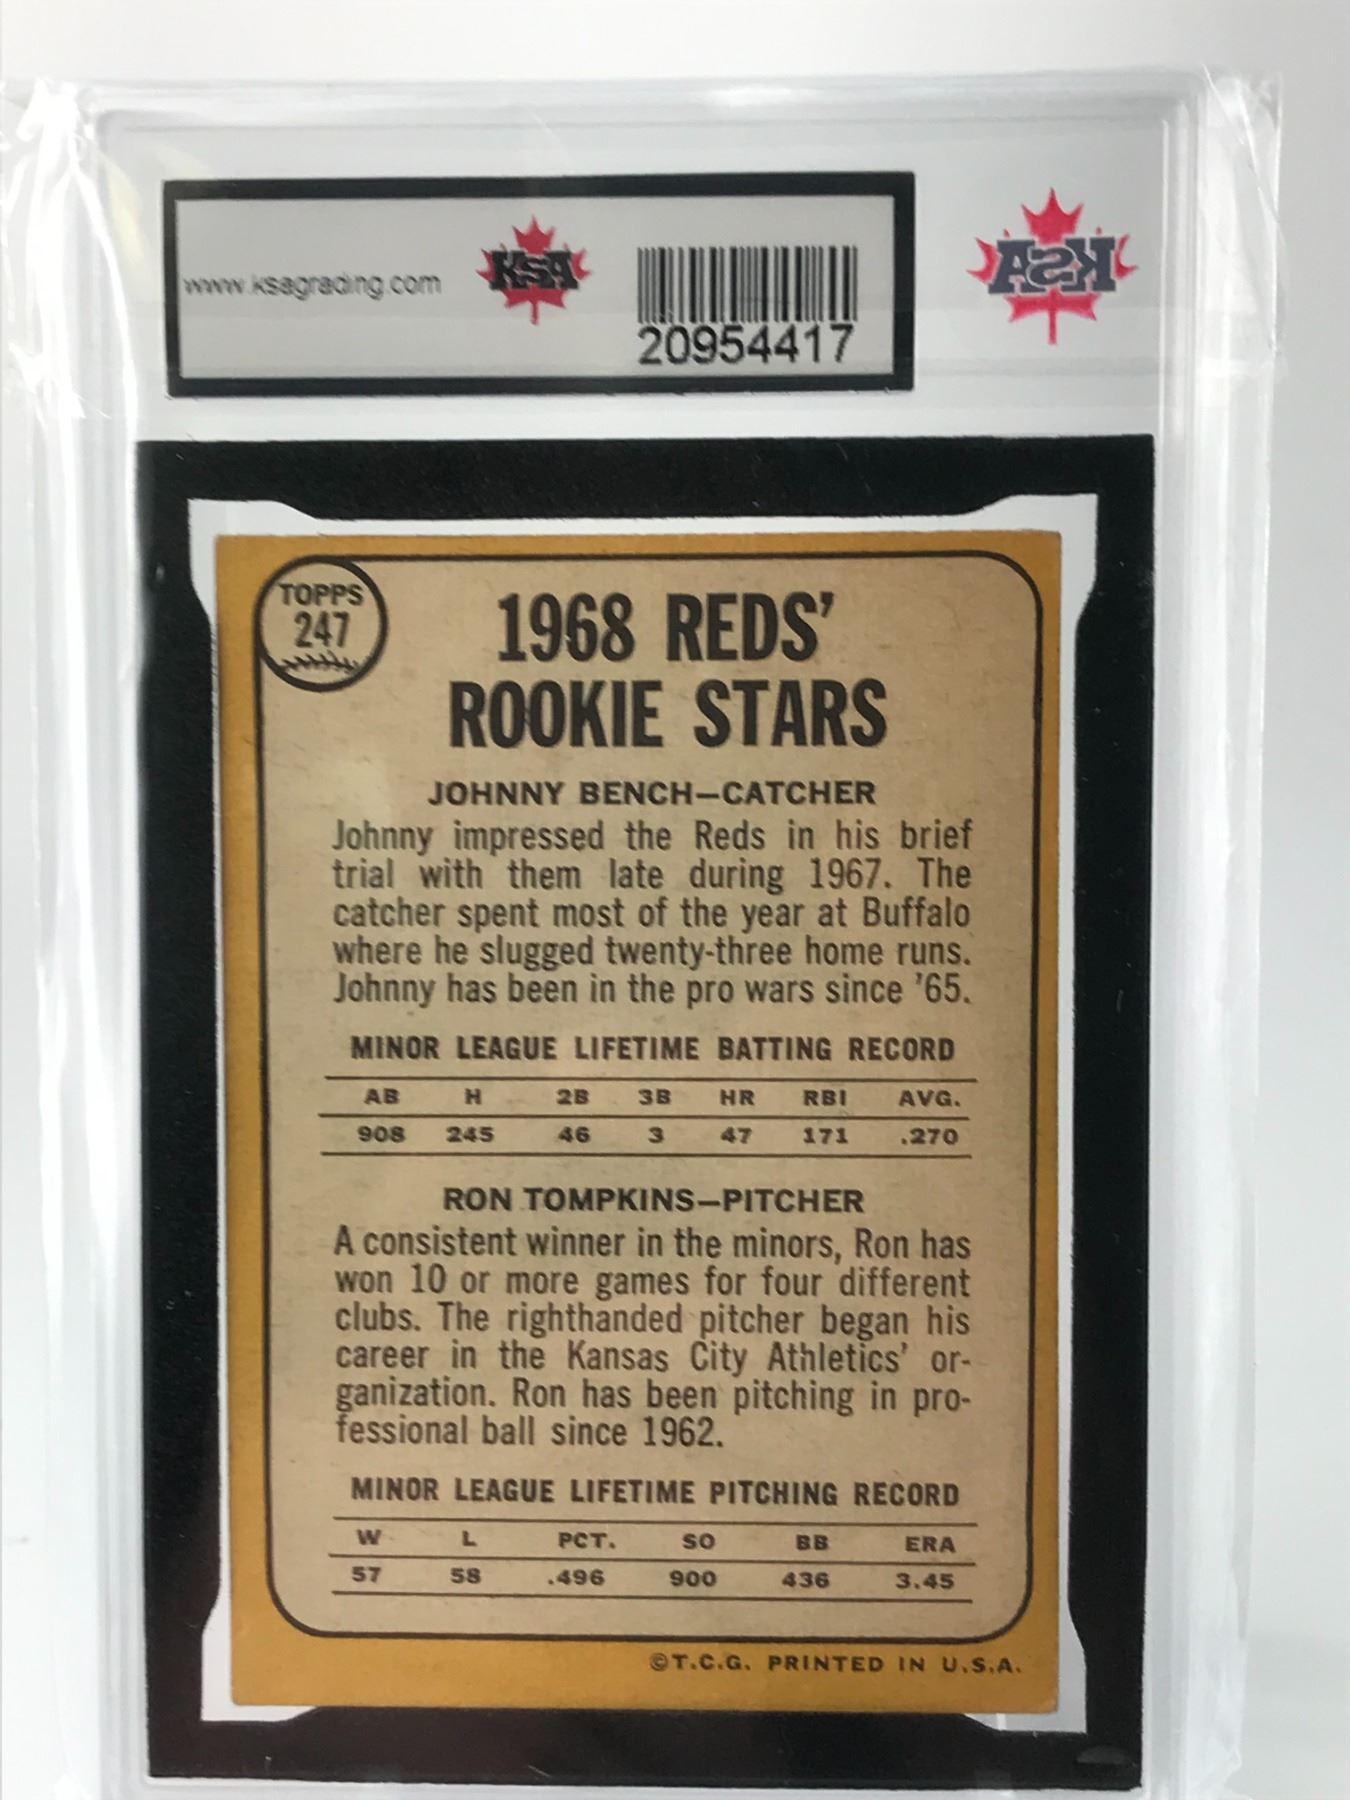 www.ksagrading.com
KSA
20954417
KSA
TOPPS
247
1968 REDS'
ROOKIE STARS
JOHNNY BENCH—CATCHER
Johnny impressed the Reds in his brief
trial with them late during 1967. The
catcher spent most of the year at Buffalo
where he slugged twenty-three home runs.
Johnny has been in the pro wars since '65.
MINOR LEAGUE LIFETIME BATTING RECORD
AB H 2B 3B HR RBI AVG.
908 245 46 3 47 171 .270
RON TOMPKINS—PITCHER
A consistent winner in the minors, Ron has
won 10 or more games for four different
clubs. The righthanded pitcher began his
career in the Kansas City Athletics' or-
ganization. Ron has been pitching in pro-
fessional ball since 1962.
MINOR LEAGUE LIFETIME PITCHING RECORD
W L PCT. SO BB ERA
57 58 .496 900 436 3.45
©T.C.G. PRINTED IN U.S.A.